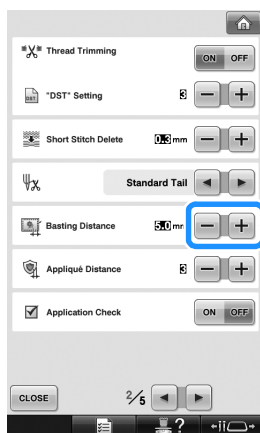 Thread Trimming ON OFF
DST "DST" Setting 3
Short Stitch Delete 0.3 mm
Standard Tail
Basting Distance 5.0 mm
Appliqué Distance
Application Check ON OFF
CLOSE 2/5
?